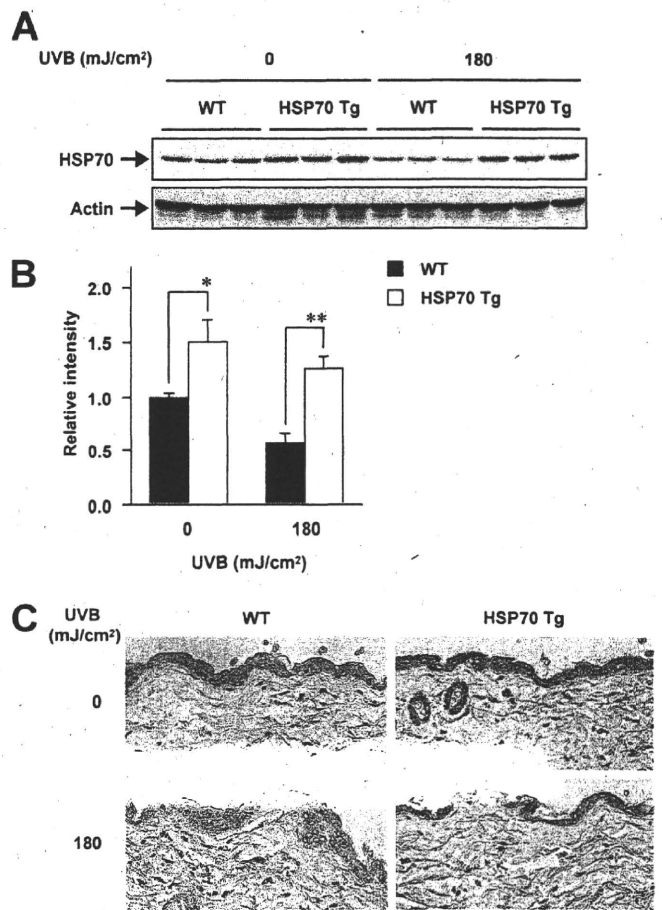 A
UVB (mJ/cm²) 0 180
WT HSP70 Tg WT HSP70 Tg
HSP70
Actin
B
WT
HSP70 Tg
Relative intensity
2.0
1.5
1.0
0.5
0.0
* **
0 180
UVB (mJ/cm²)
C
UVB (mJ/cm²) WT HSP70 Tg
0
180